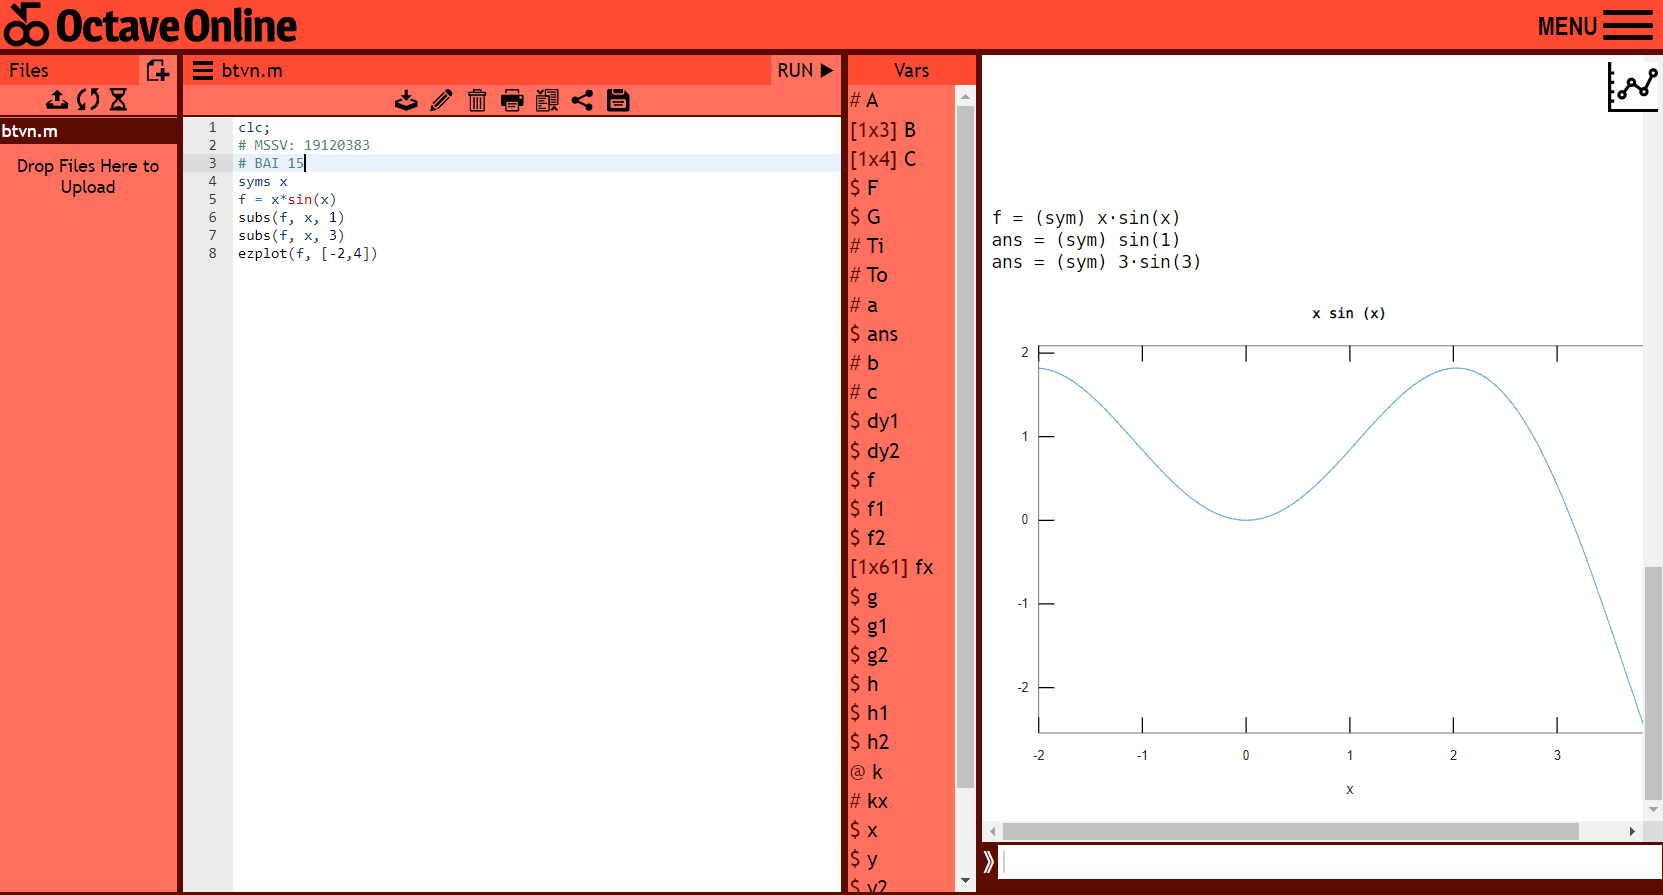 Octave Online
MENU
Files
btvn.m
Drop Files Here to
Upload
btvn.m
RUN
1 clc;
2 # MSSV: 19120383
3 # BAI 15
4 syms x
5 f = x*sin(x)
6 subs(f, x, 1)
7 subs(f, x, 3)
8 ezplot(f, [-2,4])
Vars
# A
[1x3] B
[1x4] C
$ F
$ G
# Ti
# To
# a
$ ans
# b
# c
$ dy1
$ dy2
$ f
$ f1
$ f2
[1x61] fx
$ g
$ g1
$ g2
$ h
$ h1
$ h2
@ k
# kx
$ x
$ y
$ y2
f = (sym) x·sin(x)
ans = (sym) sin(1)
ans = (sym) 3·sin(3)
x sin (x)
2
1
0
-1
-2
-2 -1 0 1 2 3
x